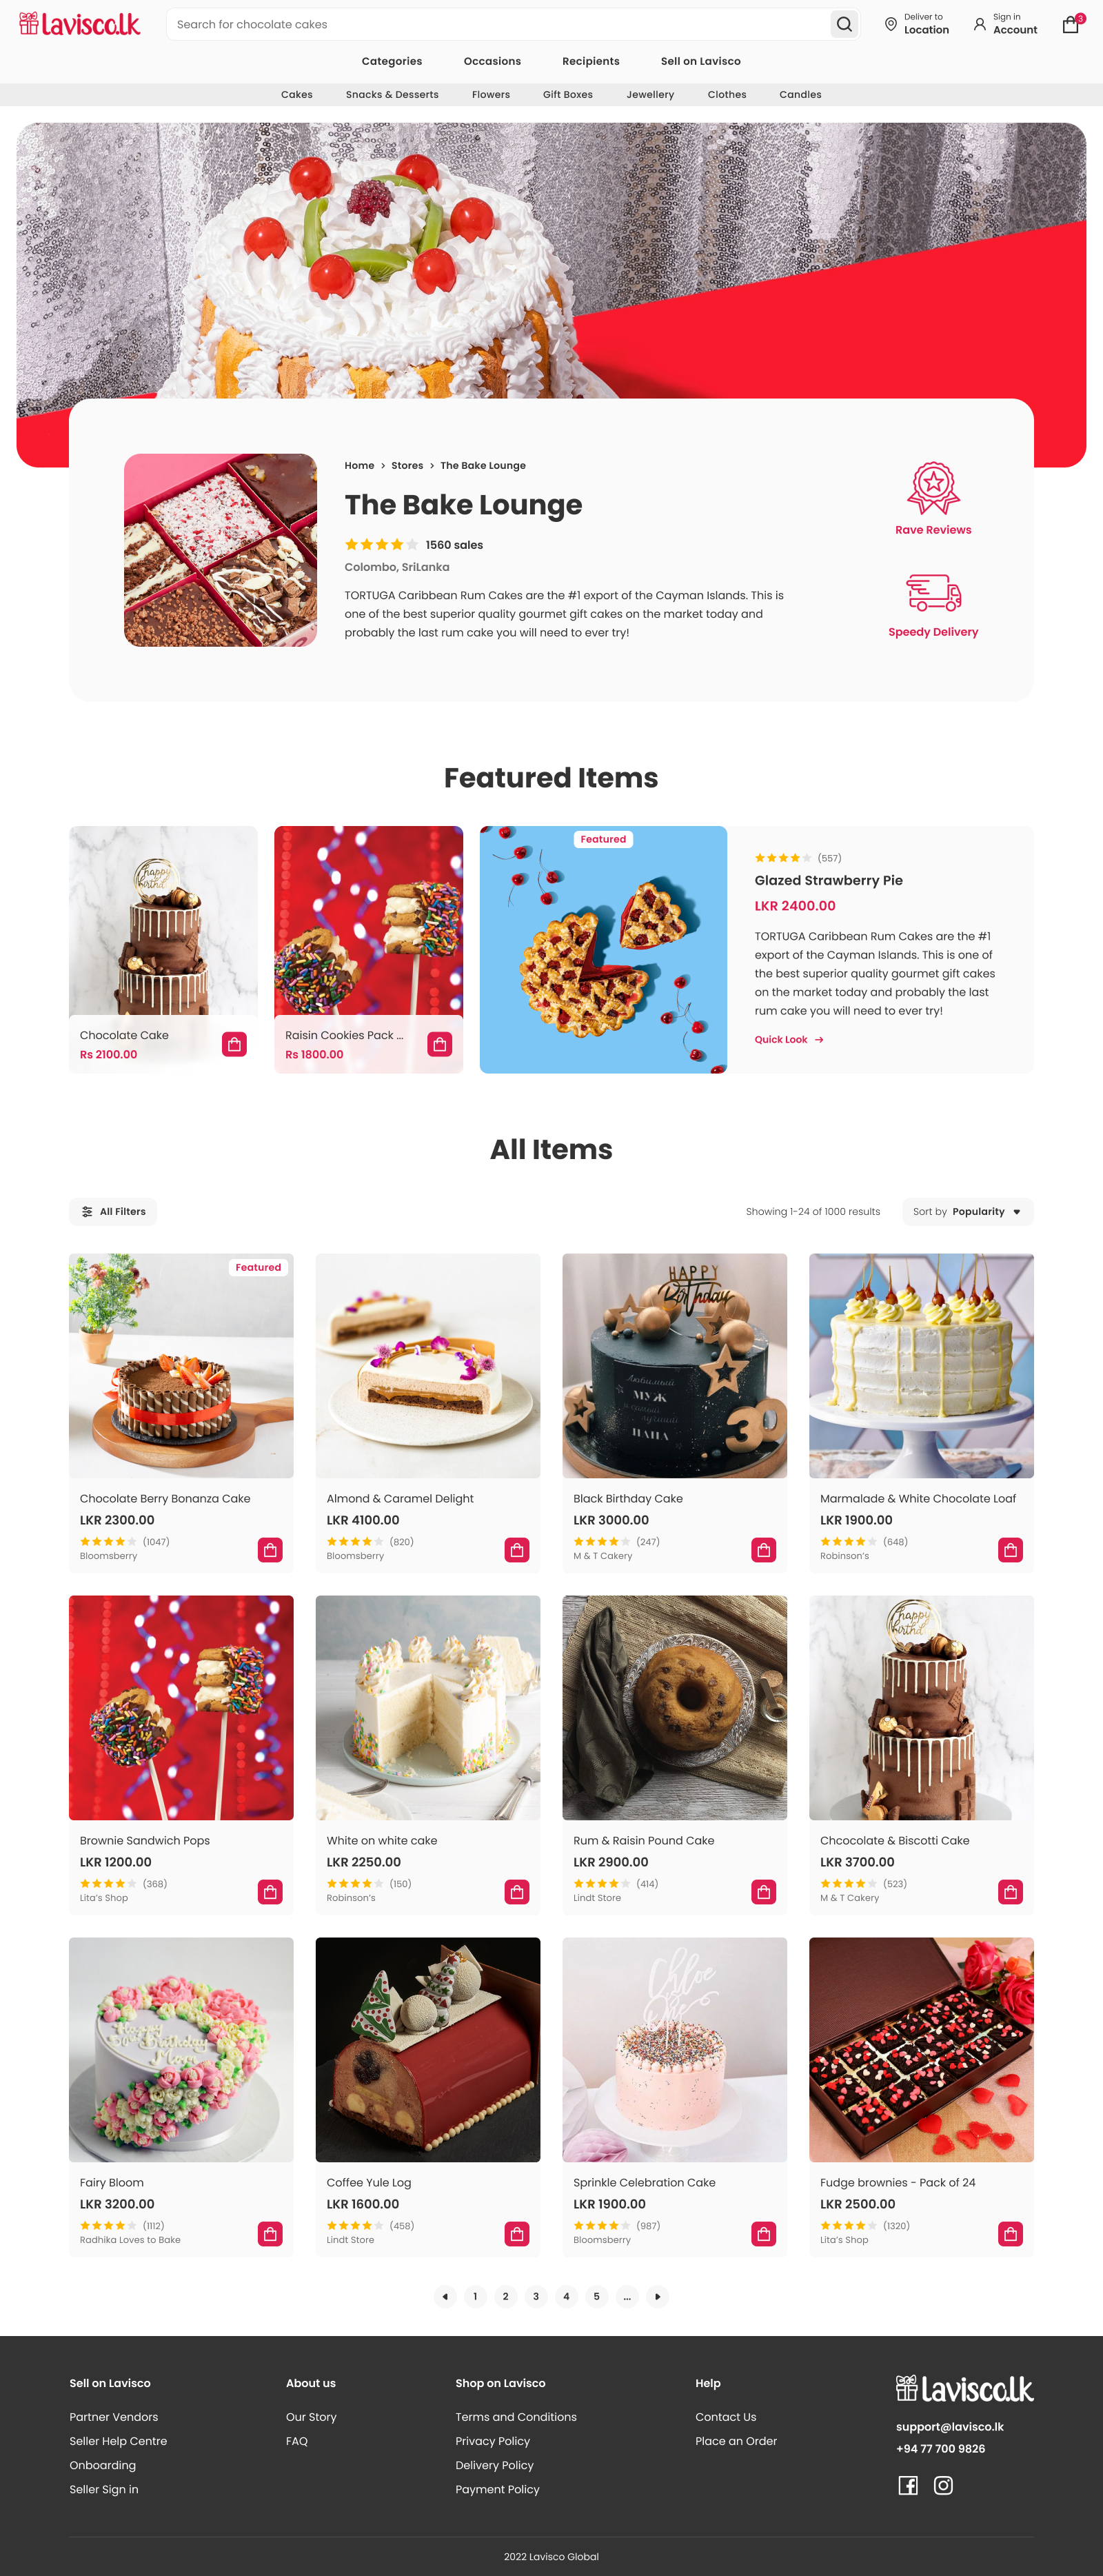 Lavisco.lk
Search for chocolate cakes
Deliver to
Location
Sign in
Account
3
Categories
Occasions
Recipients
Sell on Lavisco
Cakes
Snacks & Desserts
Flowers
Gift Boxes
Jewellery
Clothes
Candles
Home > Stores > The Bake Lounge
The Bake Lounge
1560 sales
Colombo, SriLanka
TORTUGA Caribbean Rum Cakes are the #1 export of the Cayman Islands. This is
one of the best superior quality gourmet gift cakes on the market today and
probably the last rum cake you will need to ever try!
Rave Reviews
Speedy Delivery
Featured Items
happy
birthd
Chocolate Cake
Rs 2100.00
Raisin Cookies Pack ...
Rs 1800.00
Featured
(557)
Glazed Strawberry Pie
LKR 2400.00
TORTUGA Caribbean Rum Cakes are the #1
export of the Cayman Islands. This is one of
the best superior quality gourmet gift cakes
on the market today and probably the last
rum cake you will need to ever try!
Quick Look
All Items
All Filters
Showing 1-24 of 1000 results
Sort by Popularity
Featured
Chocolate Berry Bonanza Cake
LKR 2300.00
(1047)
Bloomsberry
Almond & Caramel Delight
LKR 4100.00
(820)
Bloomsberry
HAPPY
Birthday
Любимый
МУЖ
и самый лучший
ПАПА
30
Black Birthday Cake
LKR 3000.00
(247)
M & T Cakery
Marmalade & White Chocolate Loaf
LKR 1900.00
(648)
Robinson's
Brownie Sandwich Pops
LKR 1200.00
(368)
Lita's Shop
White on white cake
LKR 2250.00
(150)
Robinson's
Rum & Raisin Pound Cake
LKR 2900.00
(414)
Lindt Store
happy
birthd
Chcocolate & Biscotti Cake
LKR 3700.00
(523)
M & T Cakery
Birthday
Mom
Fairy Bloom
LKR 3200.00
(1112)
Radhika Loves to Bake
Coffee Yule Log
LKR 1600.00
(458)
Lindt Store
Chloe
One
Sprinkle Celebration Cake
LKR 1900.00
(987)
Bloomsberry
Fudge brownies - Pack of 24
LKR 2500.00
(1320)
Lita's Shop
1 2 3 4 5 ...
Sell on Lavisco
Partner Vendors
Seller Help Centre
Onboarding
Seller Sign in
About us
Our Story
FAQ
Shop on Lavisco
Terms and Conditions
Privacy Policy
Delivery Policy
Payment Policy
Help
Contact Us
Place an Order
Lavisco.lk
support@lavisco.lk
+94 77 700 9826
2022 Lavisco Global